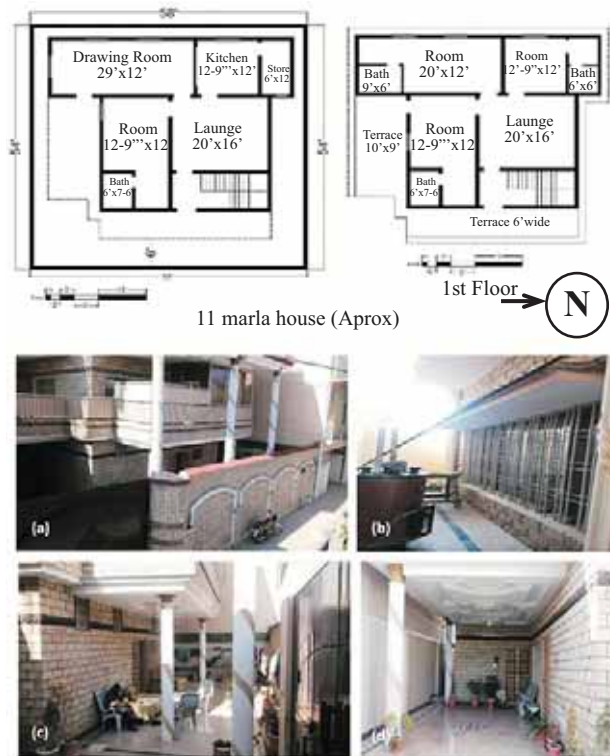 58'
Drawing Room
29'x12'
Kitchen
12-9"'x12'
Store
6'x12'
54'
54'
Room
12-9"'x12
Launge
20'x16'
Bath
6'x7-6
Room
20'x12'
Room
12'-9"x12'
Bath
9'x6'
Bath
6'x6'
Terrace
10'x9'
Room
12-9"'x12
Launge
20'x16'
Bath
6'x7-6
Terrace 6'wide
1st Floor
N
11 marla house (Aprox)
(a)
(b)
(c)
(d)